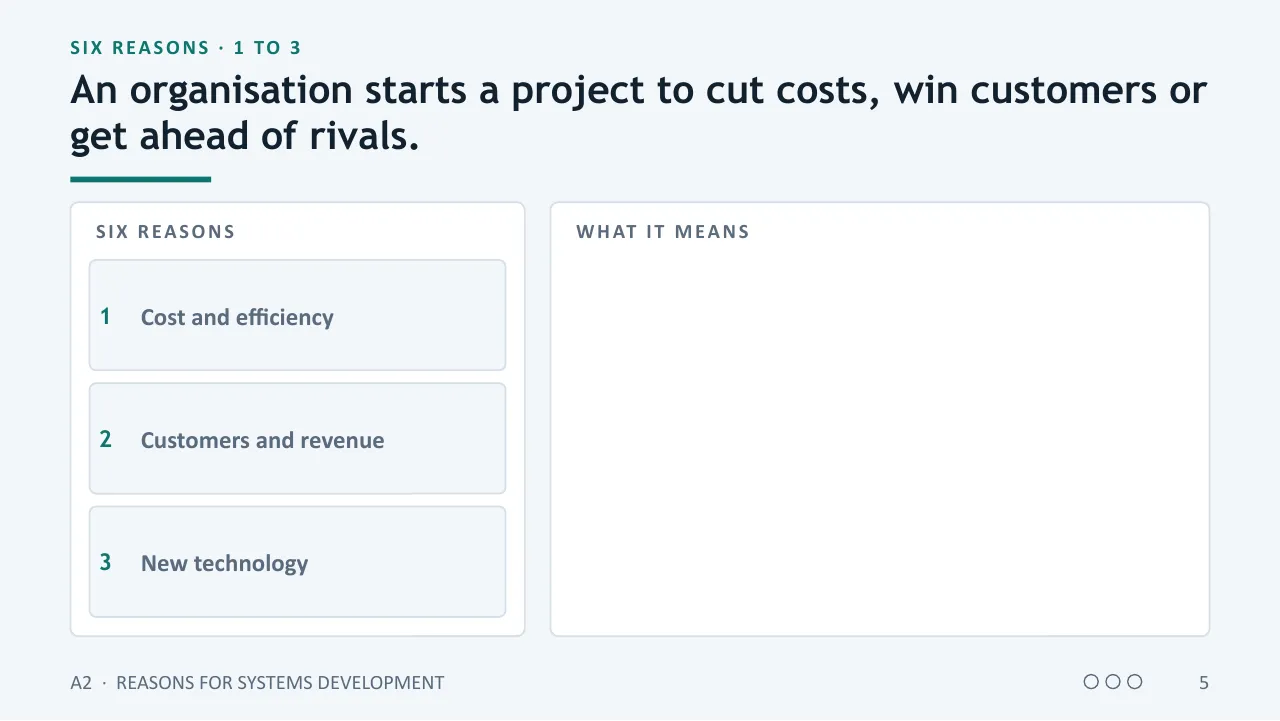 SIX REASONS · 1 TO 3
An organisation starts a project to cut costs, win customers or
get ahead of rivals.
SIX REASONS
1 Cost and efficiency
2 Customers and revenue
3 New technology
WHAT IT MEANS
A2 · REASONS FOR SYSTEMS DEVELOPMENT
5